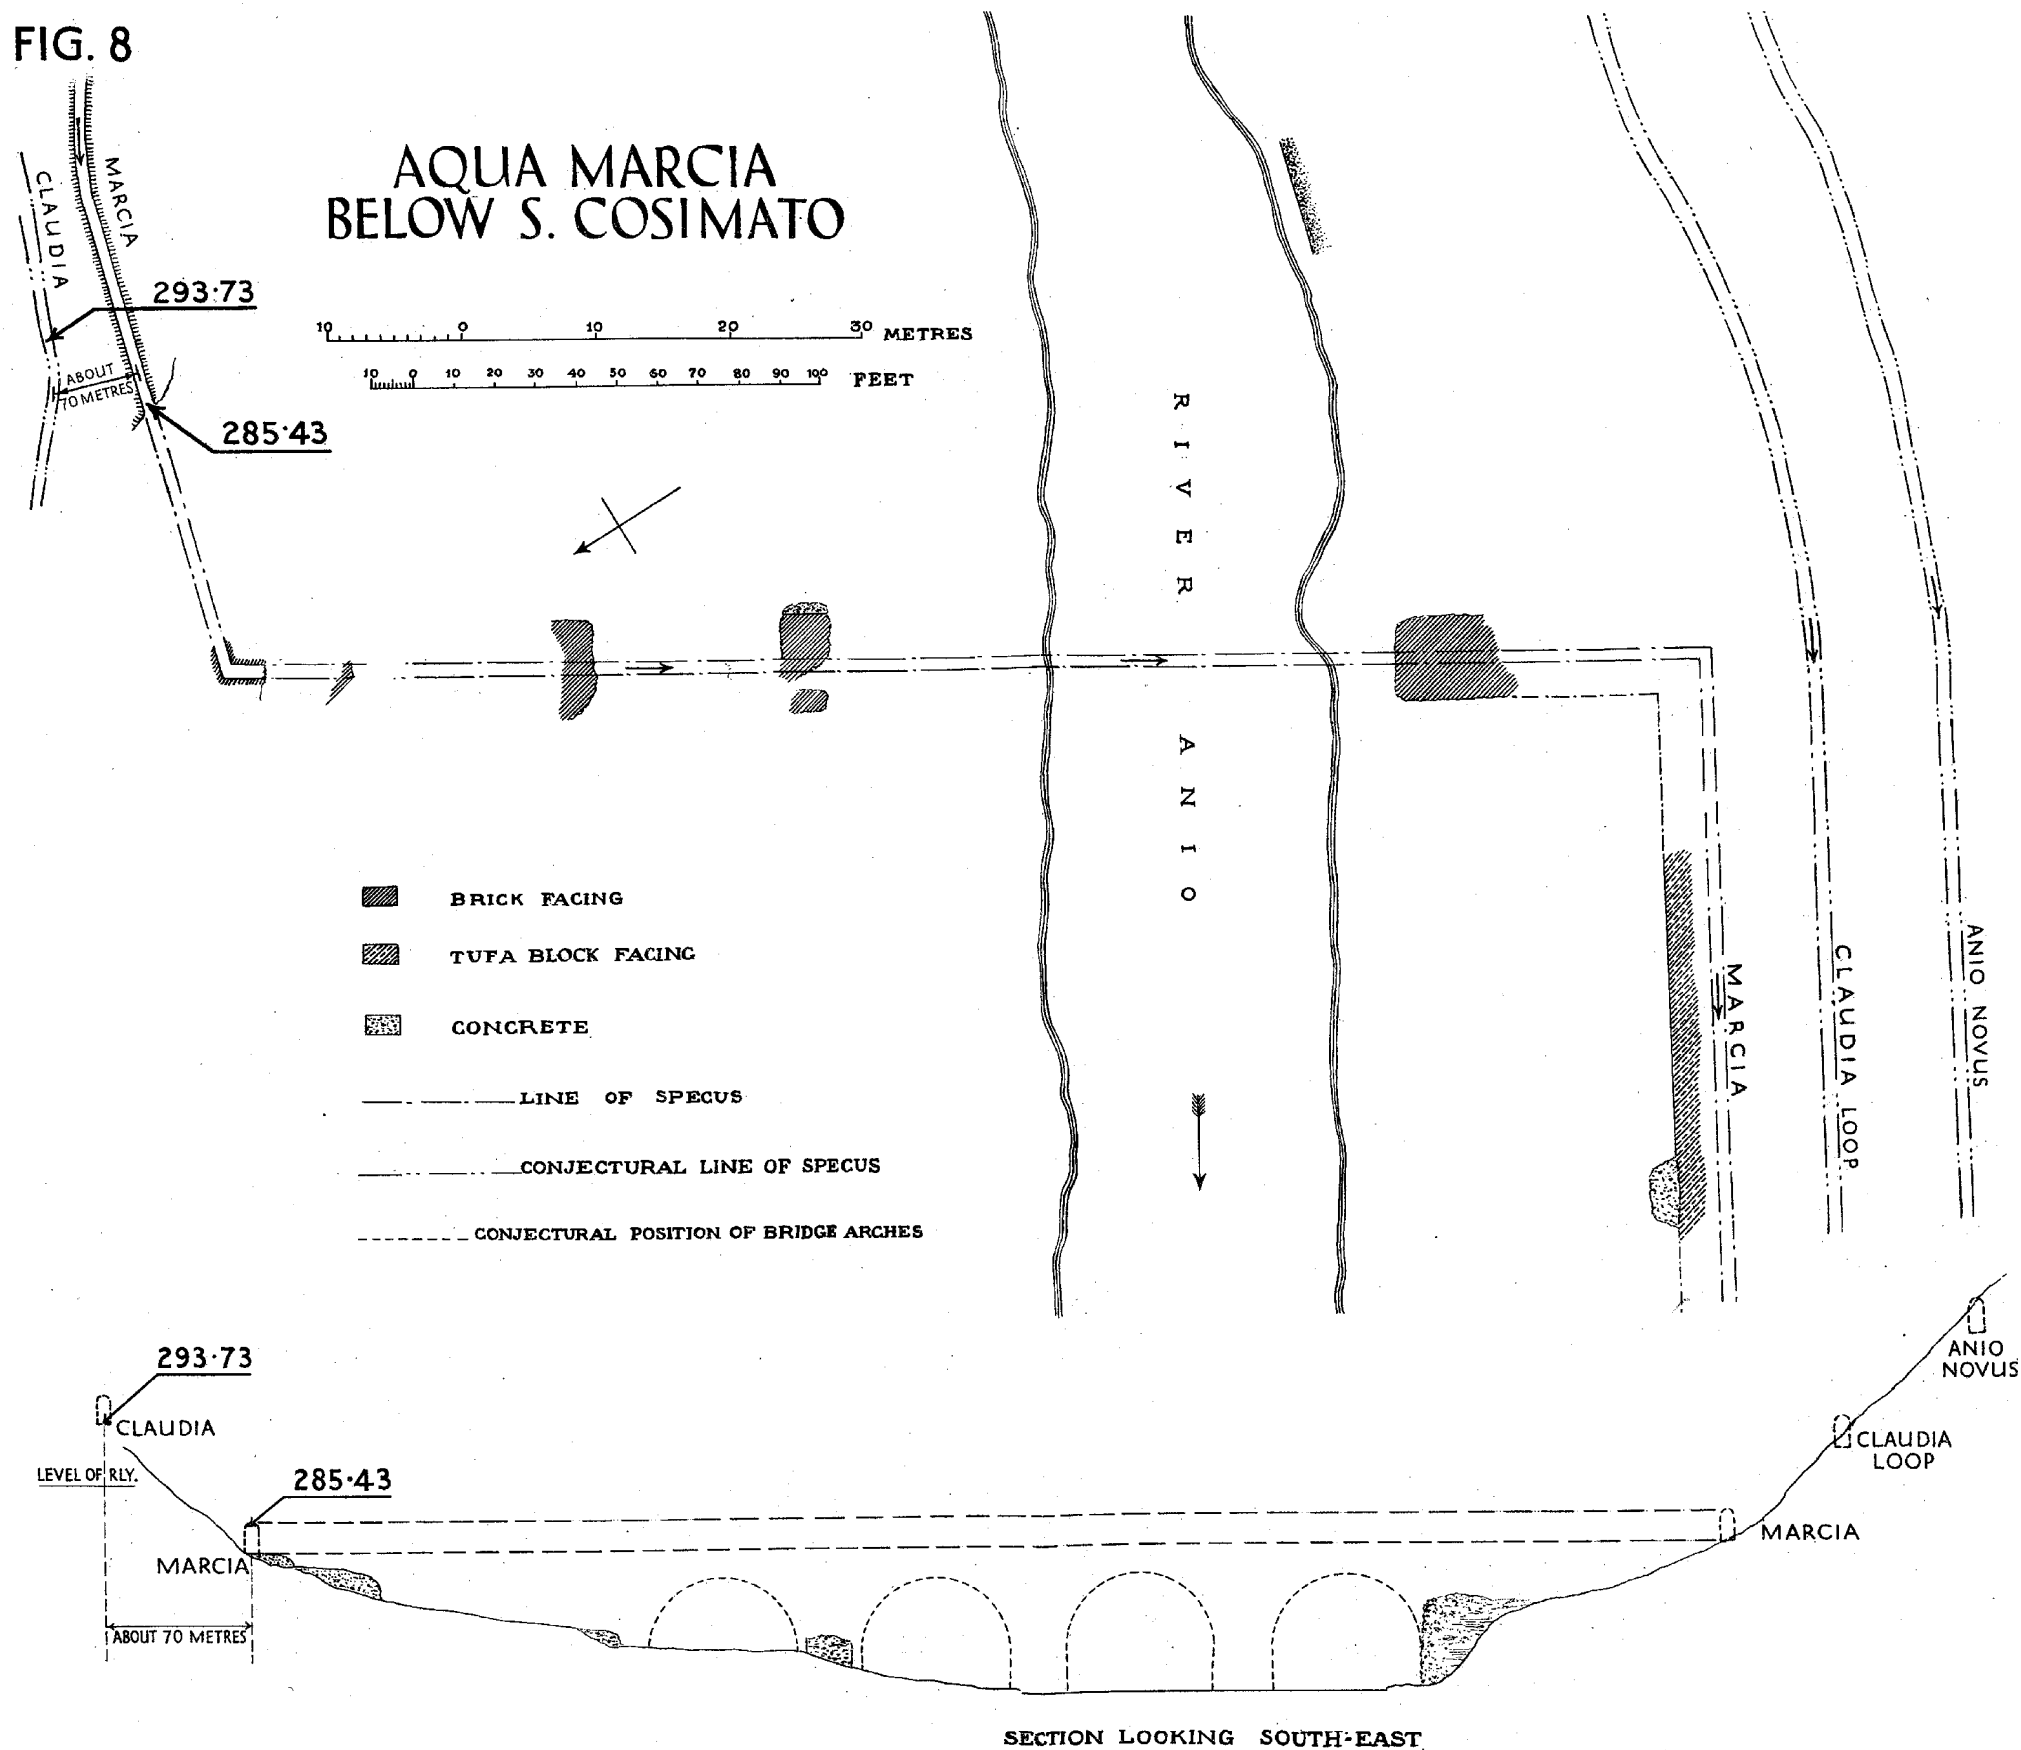 FIG. 8
AQUA MARCIA
BELOW S. COSIMATO
MARCIA
CLAUDIA
293·73
ABOUT
70 METRES
285·43
10 0 10 20 30 METRES
10 0 10 20 30 40 50 60 70 80 90 100 FEET
RIVER
ANIO
BRICK FACING
TUFA BLOCK FACING
CONCRETE
LINE OF SPECUS
CONJECTURAL LINE OF SPECUS
CONJECTURAL POSITION OF BRIDGE ARCHES
MARCIA
CLAUDIA LOOP
ANIO NOVUS
293·73
CLAUDIA
LEVEL OF RLY.
285·43
MARCIA
ABOUT 70 METRES
ANIO
NOVUS
CLAUDIA
LOOP
MARCIA
SECTION LOOKING SOUTH-EAST